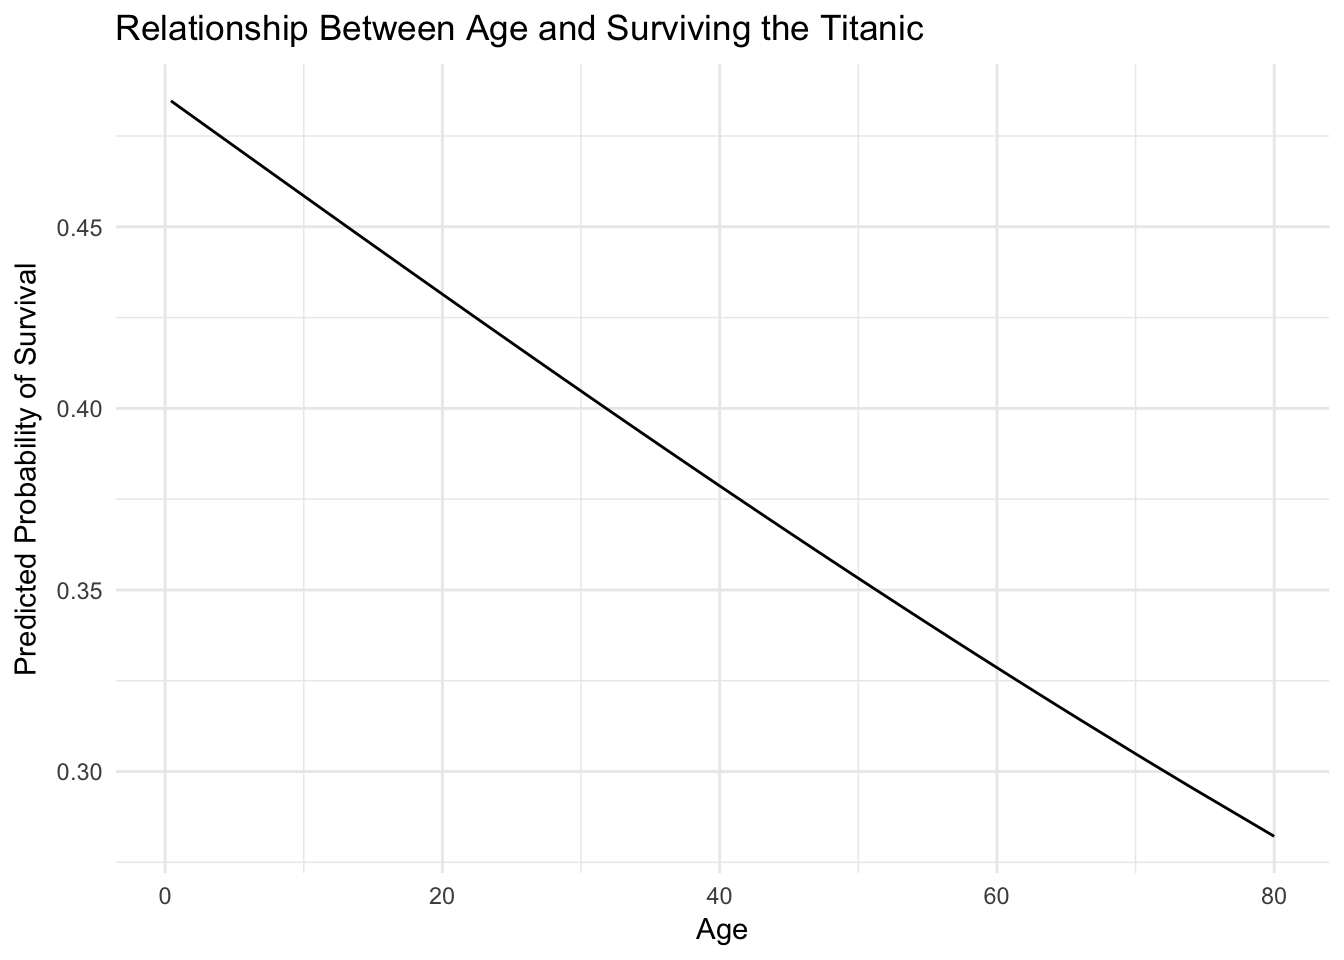 Relationship Between Age and Surviving the Titanic
Predicted Probability of Survival
0.45
0.40
0.35
0.30
0 20 40 60 80
Age